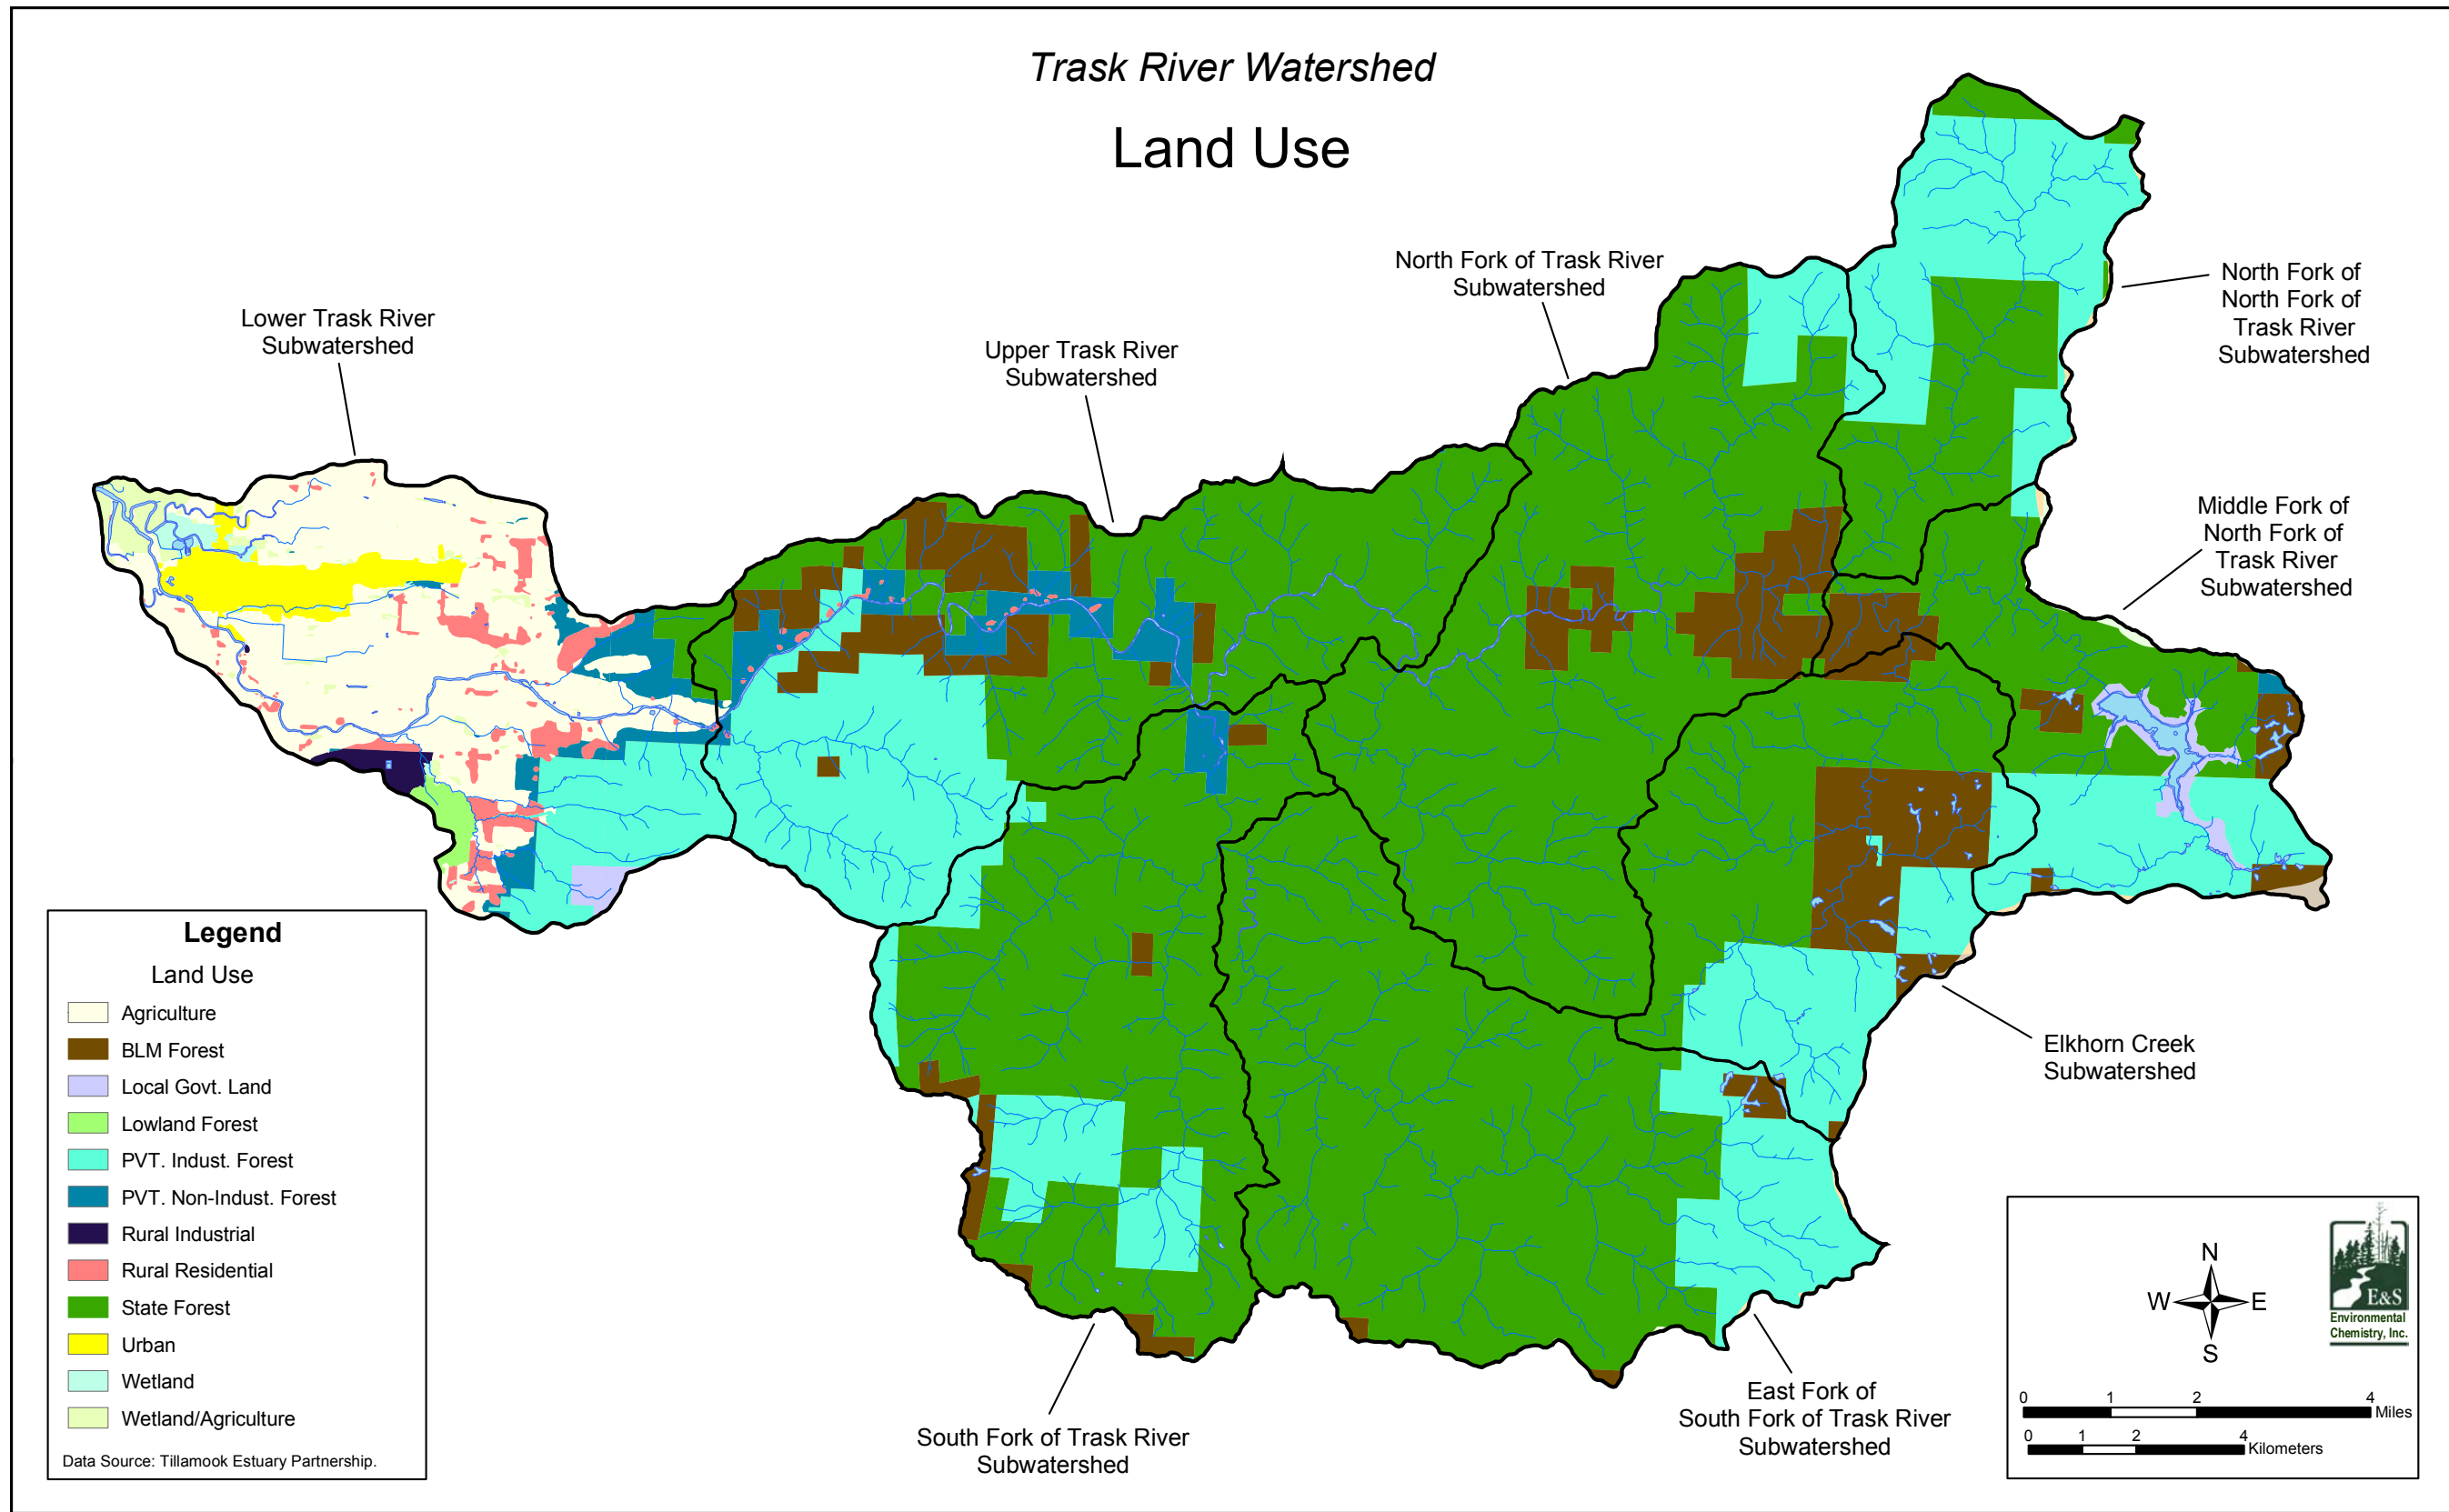 Trask River Watershed
Land Use
Lower Trask River
Subwatershed
Upper Trask River
Subwatershed
North Fork of Trask River
Subwatershed
North Fork of
North Fork of
Trask River
Subwatershed
Middle Fork of
North Fork of
Trask River
Subwatershed
Elkhorn Creek
Subwatershed
East Fork of
South Fork of Trask River
Subwatershed
South Fork of Trask River
Subwatershed
Legend
Land Use
Agriculture
BLM Forest
Local Govt. Land
Lowland Forest
PVT. Indust. Forest
PVT. Non-Indust. Forest
Rural Industrial
Rural Residential
State Forest
Urban
Wetland
Wetland/Agriculture
Data Source: Tillamook Estuary Partnership.
N
W E
S
E&S
Environmental
Chemistry, Inc.
0 1 2 4
Miles
0 1 2 4
Kilometers